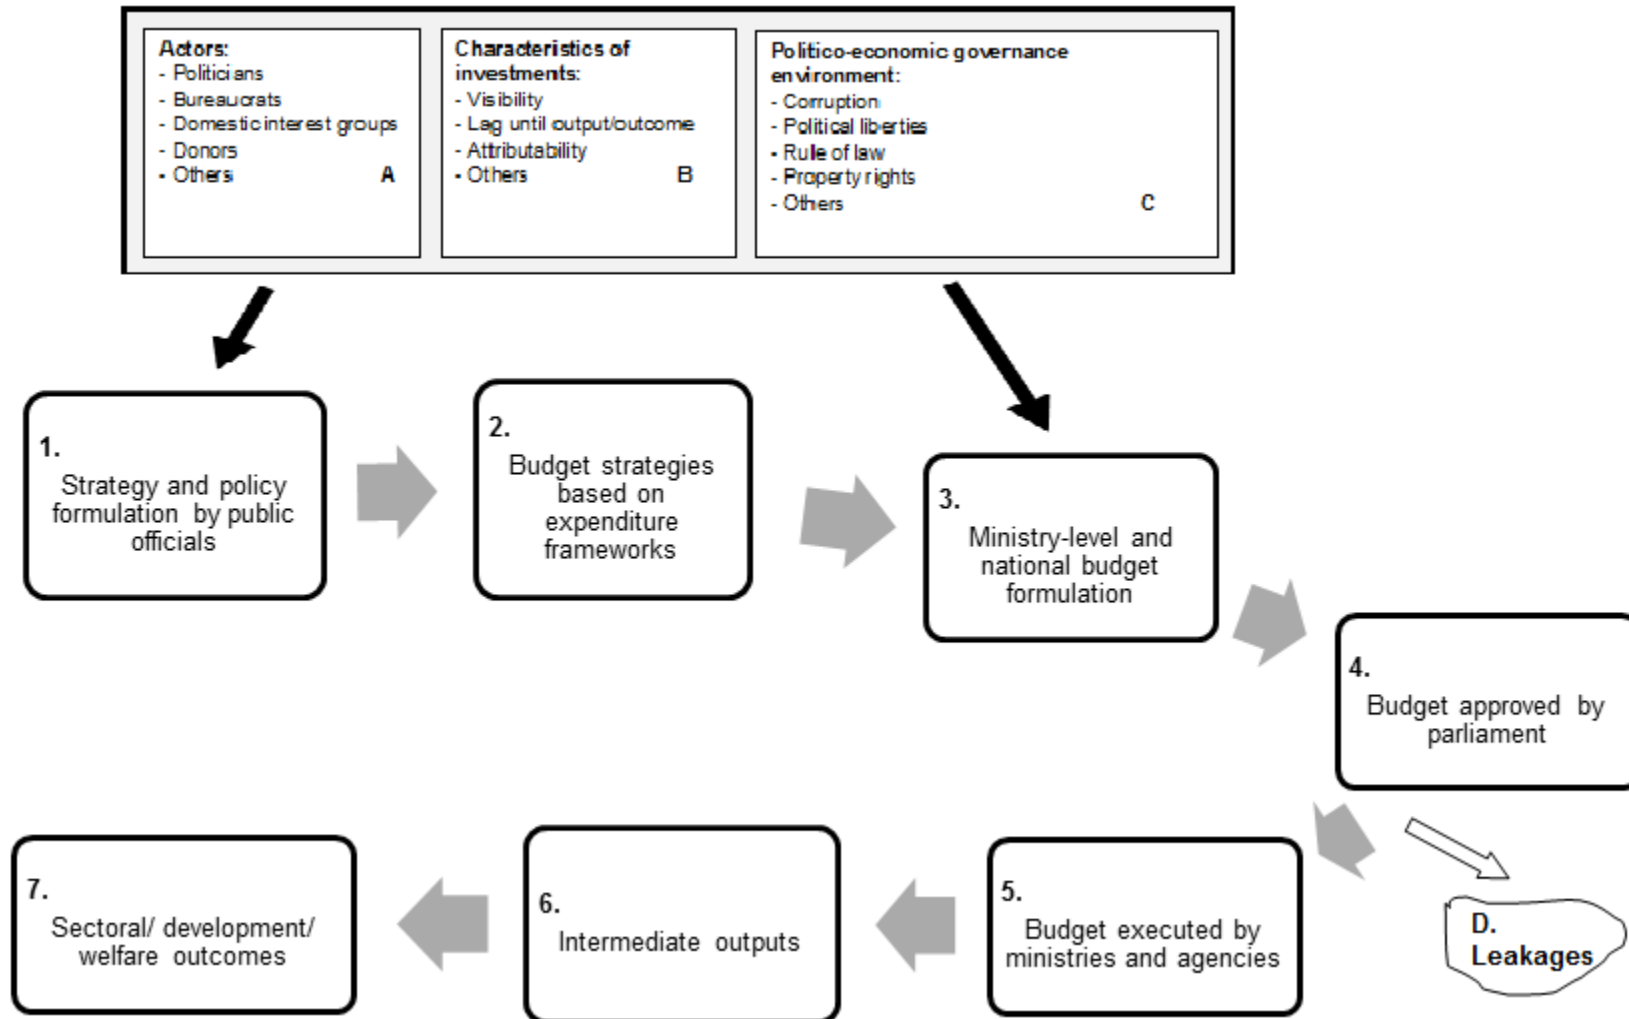 Actors:
- Politicians
- Bureaucrats
- Domestic interest groups
- Donors
- Others A
Characteristics of
investments:
- Visibility
- Lag until output/outcome
- Attributability
- Others B
Politico-economic governance
environment:
- Corruption
- Political liberties
- Rule of law
- Property rights
- Others C
1.
Strategy and policy
formulation by public
officials
2.
Budget strategies
based on
expenditure
frameworks
3.
Ministry-level and
national budget
formulation
4.
Budget approved by
parliament
D.
Leakages
5.
Budget executed by
ministries and agencies
6.
Intermediate outputs
7.
Sectoral/ development/
welfare outcomes